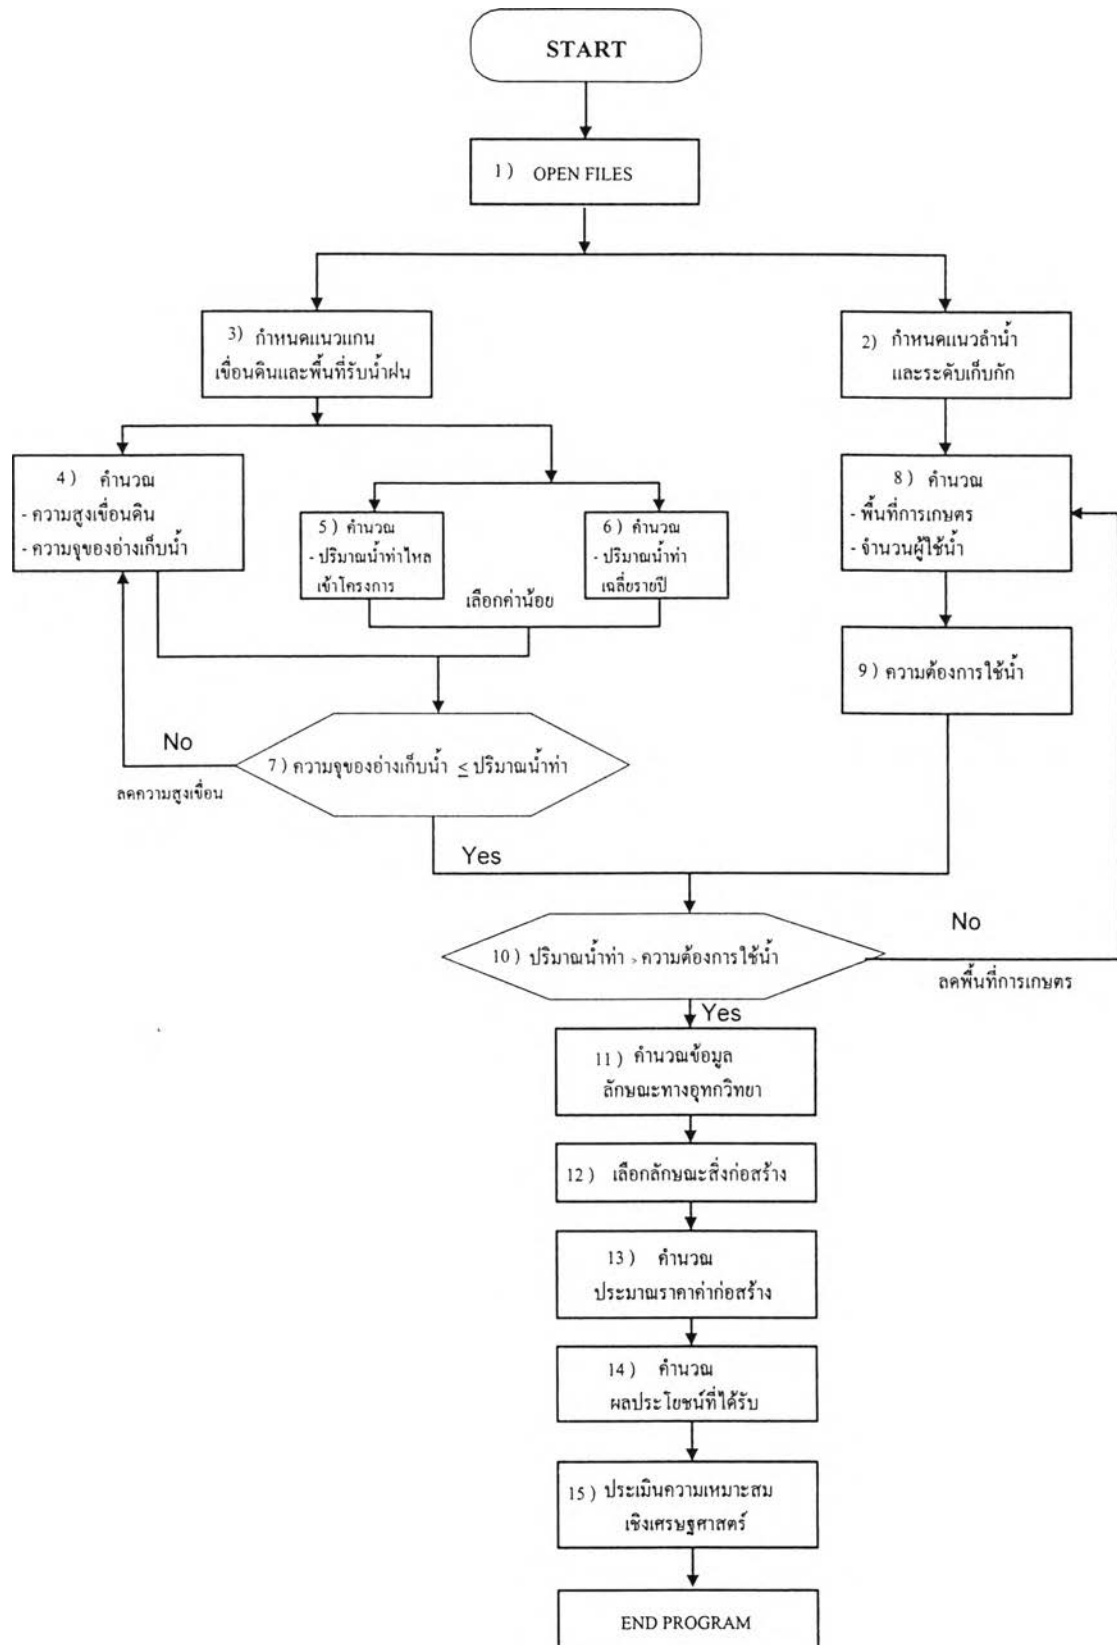 START
1) OPEN FILES
3) กำหนดแนวแกน
เขื่อนดินและพื้นที่รับน้ำฝน
2) กำหนดแนวลำน้ำ
และระดับเก็บกัก
4) คำนวณ
- ความสูงเขื่อนดิน
- ความจุของอ่างเก็บน้ำ
5) คำนวณ
- ปริมาณน้ำท่าไหล
เข้าโครงการ
6) คำนวณ
- ปริมาณน้ำท่า
เฉลี่ยรายปี
เลือกค่าน้อย
8) คำนวณ
- พื้นที่การเกษตร
- จำนวนผู้ใช้น้ำ
9) ความต้องการใช้น้ำ
No
7) ความจุของอ่างเก็บน้ำ ≤ ปริมาณน้ำท่า
ลดความสูงเขื่อน
Yes
No
10) ปริมาณน้ำท่า > ความต้องการใช้น้ำ
ลดพื้นที่การเกษตร
Yes
11) คำนวณข้อมูล
ลักษณะทางอุทกวิทยา
12) เลือกลักษณะสิ่งก่อสร้าง
13) คำนวณ
ประมาณราคาค่าก่อสร้าง
14) คำนวณ
ผลประโยชน์ที่ได้รับ
15) ประเมินความเหมาะสม
เชิงเศรษฐศาสตร์
END PROGRAM